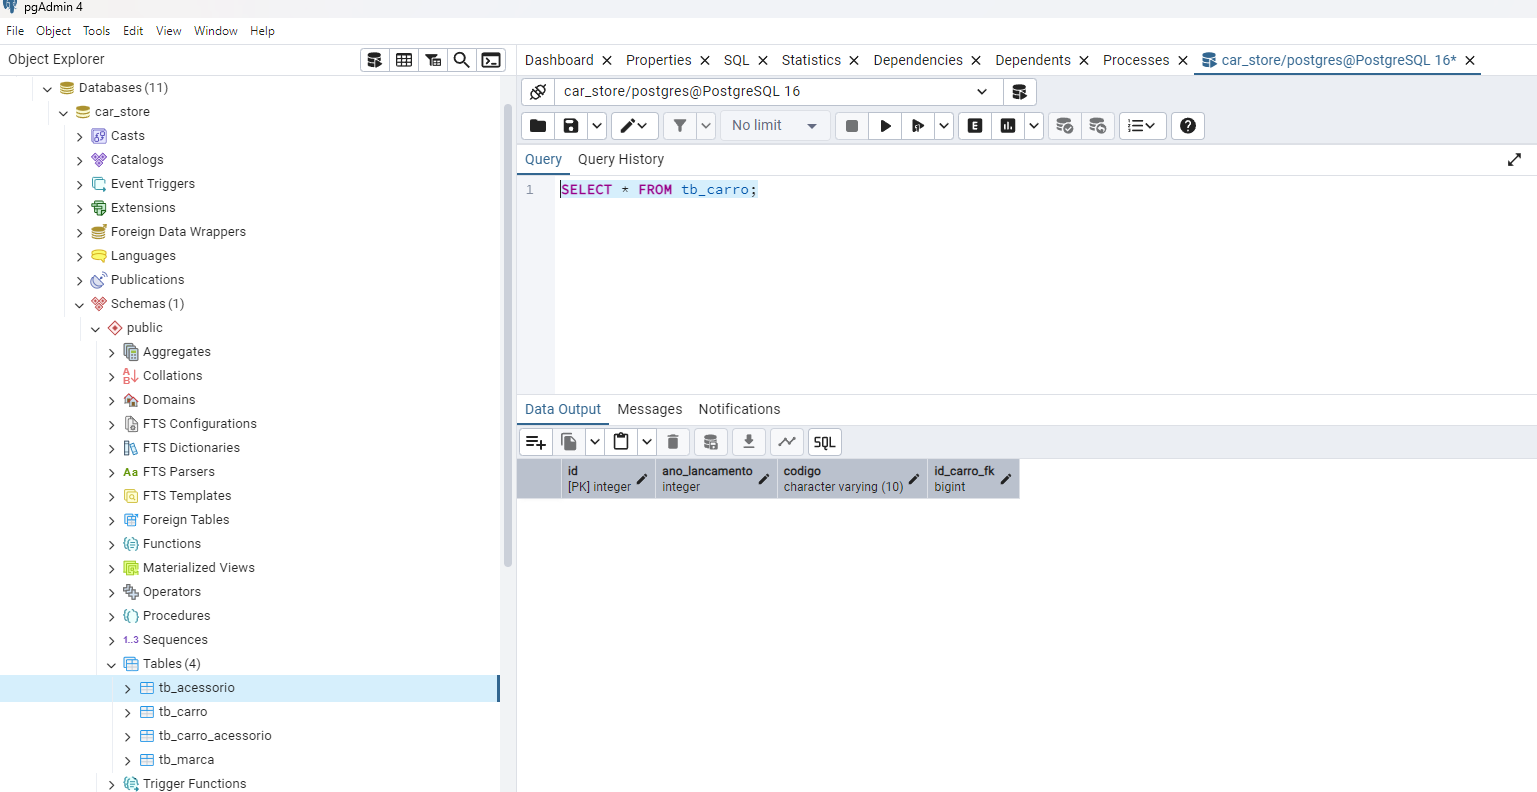 pgAdmin 4
File Object Tools Edit View Window Help
Object Explorer
Databases (11)
car_store
Casts
Catalogs
Event Triggers
Extensions
Foreign Data Wrappers
Languages
Publications
Schemas (1)
public
Aggregates
Collations
Domains
FTS Configurations
FTS Dictionaries
Aa FTS Parsers
FTS Templates
Foreign Tables
Functions
Materialized Views
Operators
Procedures
1..3 Sequences
Tables (4)
tb_acessorio
tb_carro
tb_carro_acessorio
tb_marca
Trigger Functions
Dashboard Properties SQL Statistics Dependencies Dependents Processes car_store/postgres@PostgreSQL 16*
car_store/postgres@PostgreSQL 16
No limit E
Query Query History
1 SELECT * FROM tb_carro;
Data Output Messages Notifications
SQL
id ano_lancamento codigo id_carro_fk
[PK] integer integer character varying (10) bigint